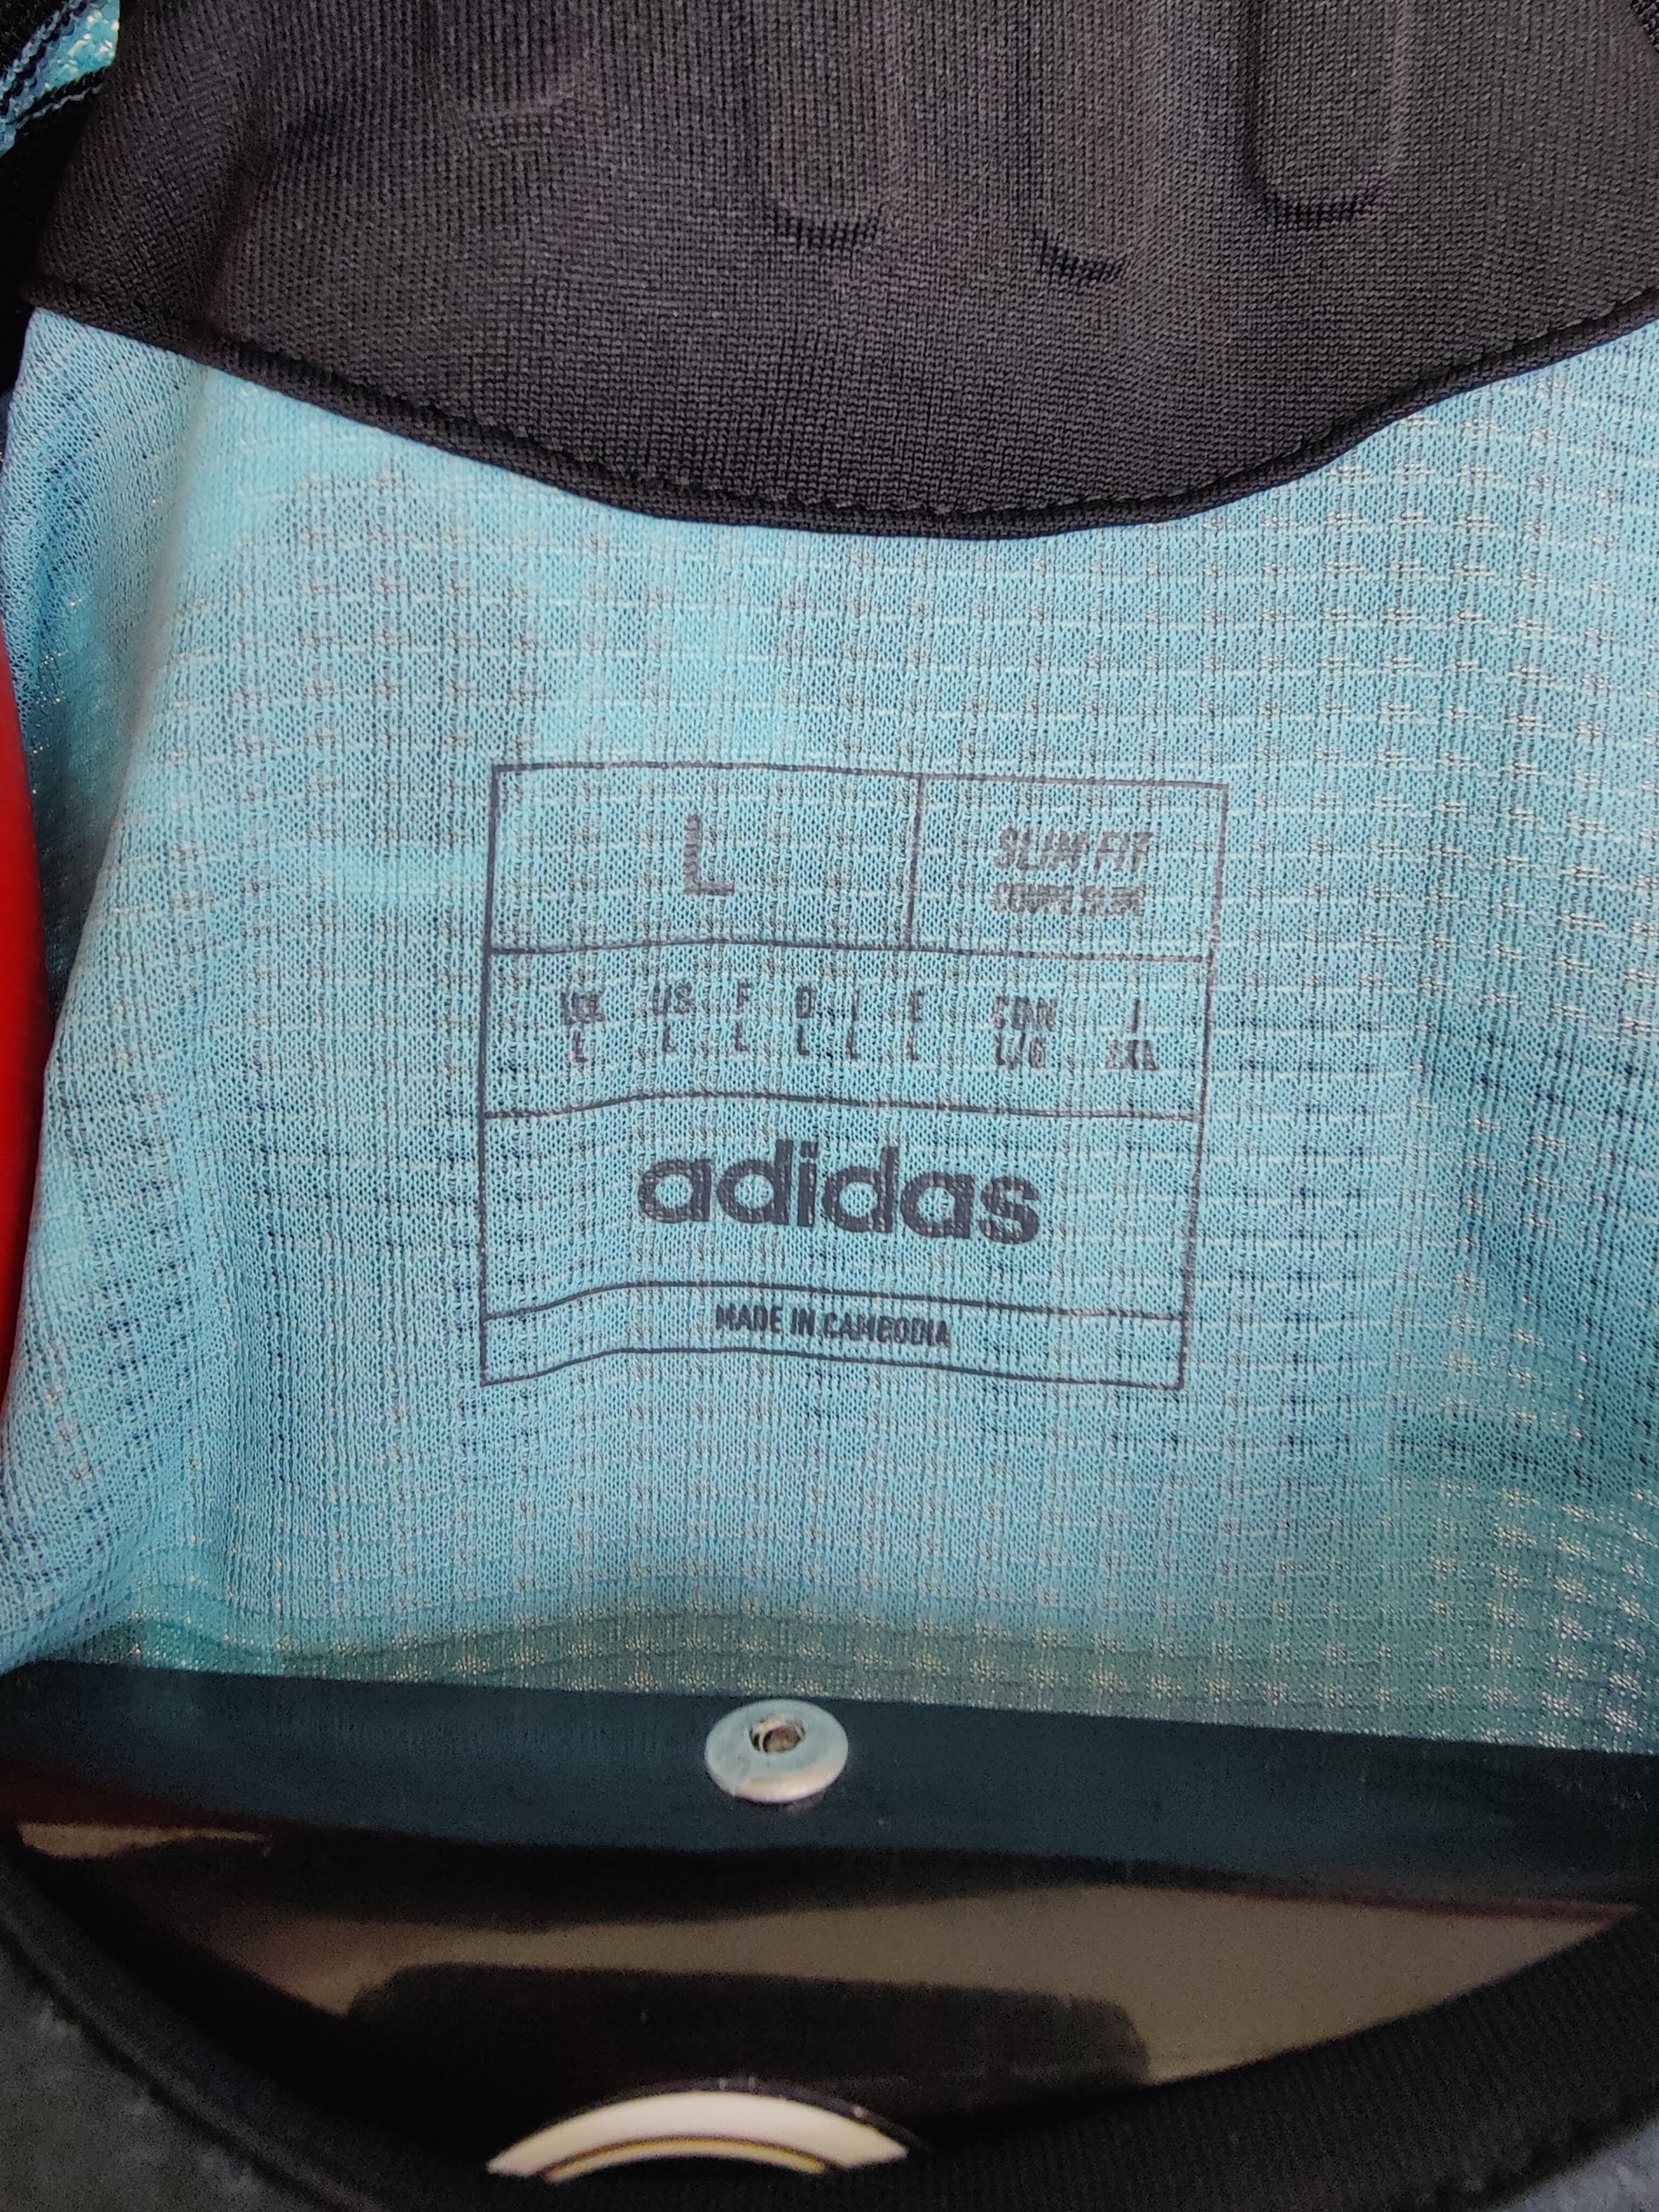 L
SLIM FIT
COUPE SLIM
UK US F D I E CDN J
L L L L L L L/G 2XL
adidas
MADE IN CAMBODIA